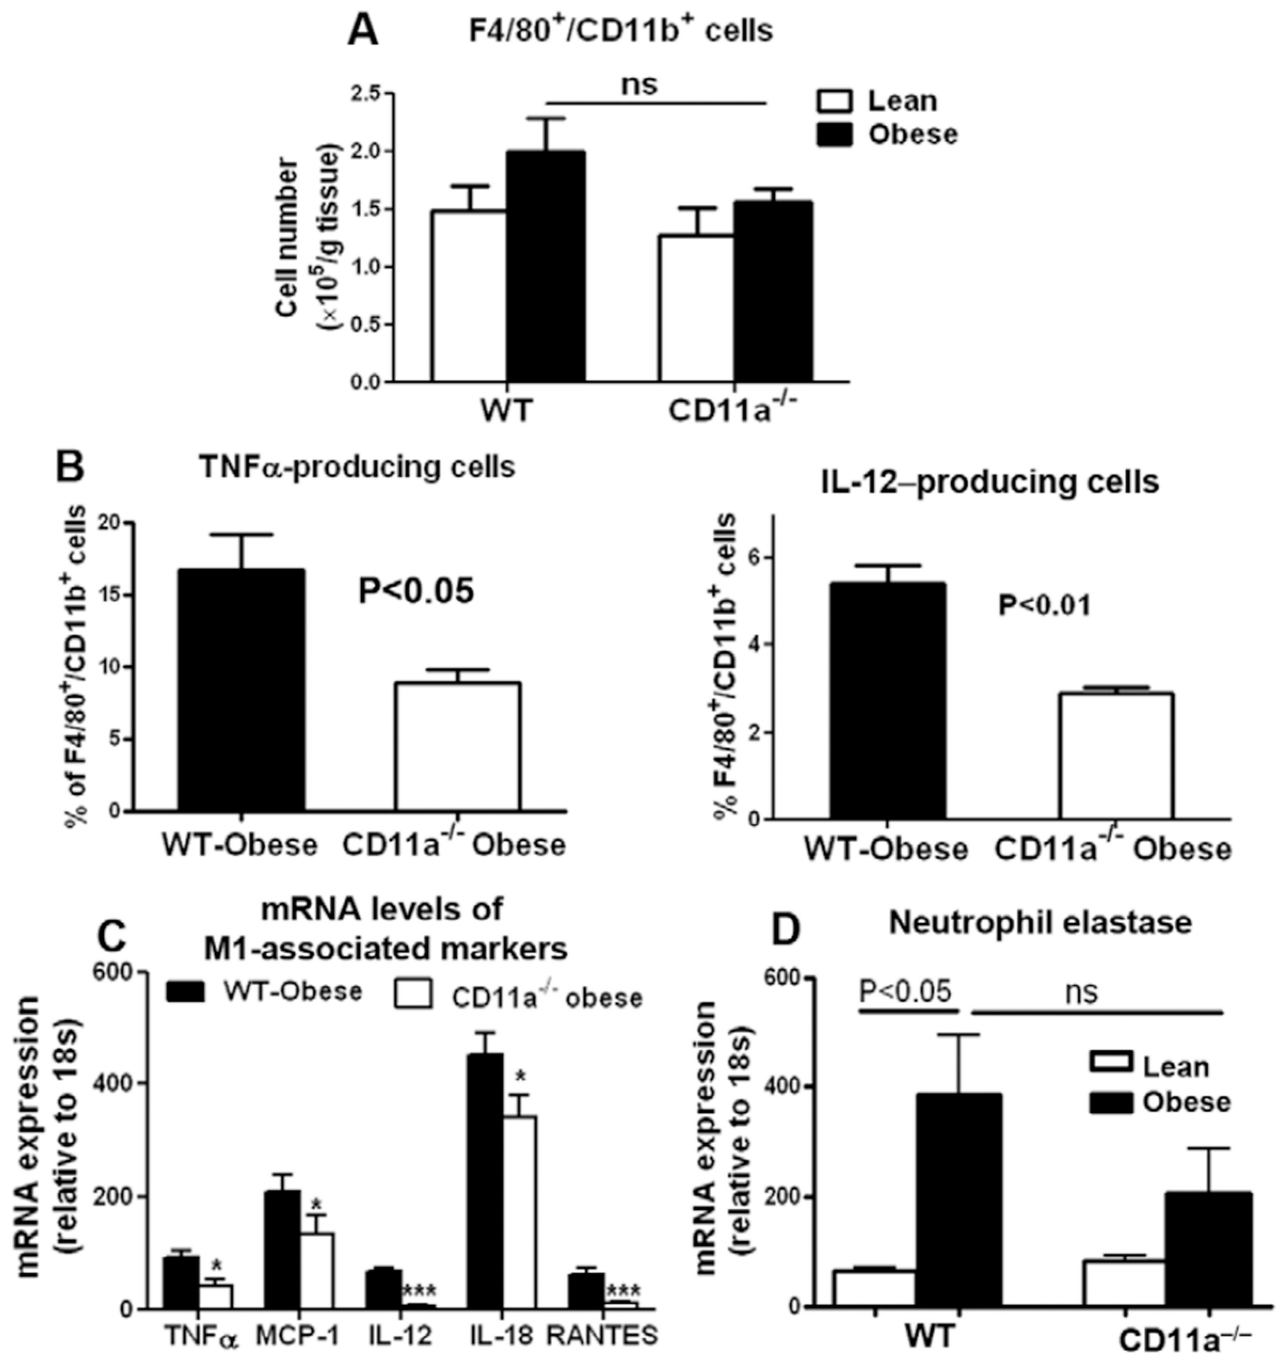 A
F4/80⁺/CD11b⁺ cells
ns
Lean
Obese
Cell number
(×10⁵/g tissue)
2.5
2.0
1.5
1.0
0.5
0.0
WT
CD11a⁻/⁻
B
TNFα-producing cells
% of F4/80⁺/CD11b⁺ cells
20
15
10
5
0
P<0.05
WT-Obese
CD11a⁻/⁻ Obese
IL-12–producing cells
% F4/80⁺/CD11b⁺ cells
6
4
2
0
P<0.01
WT-Obese
CD11a⁻/⁻ Obese
C
mRNA levels of
M1-associated markers
WT-Obese
CD11a⁻/⁻ obese
mRNA expression
(relative to 18s)
600
400
200
0
*
*
***
*
***
TNFα
MCP-1
IL-12
IL-18
RANTES
D
Neutrophil elastase
P<0.05
ns
Lean
Obese
mRNA expression
(relative to 18s)
600
400
200
0
WT
CD11a⁻/⁻